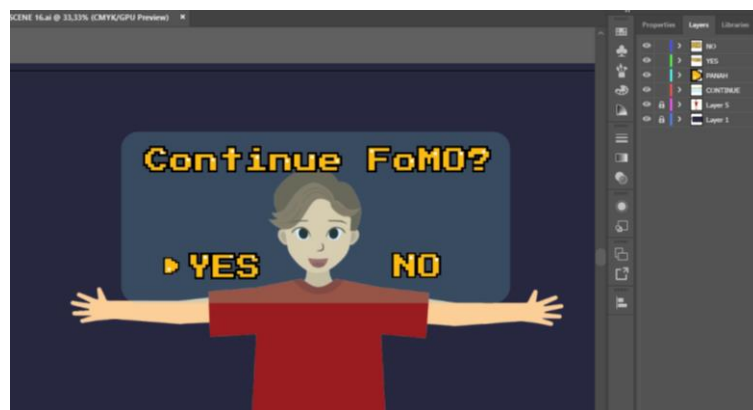 SCENE 16.ai @ 33,33% (CMYK/GPU Preview) ×
Properties Layers Libraries
NO
YES
PANAH
CONTINUE
Layer 5
Layer 1
Continue FoMO?
YES NO